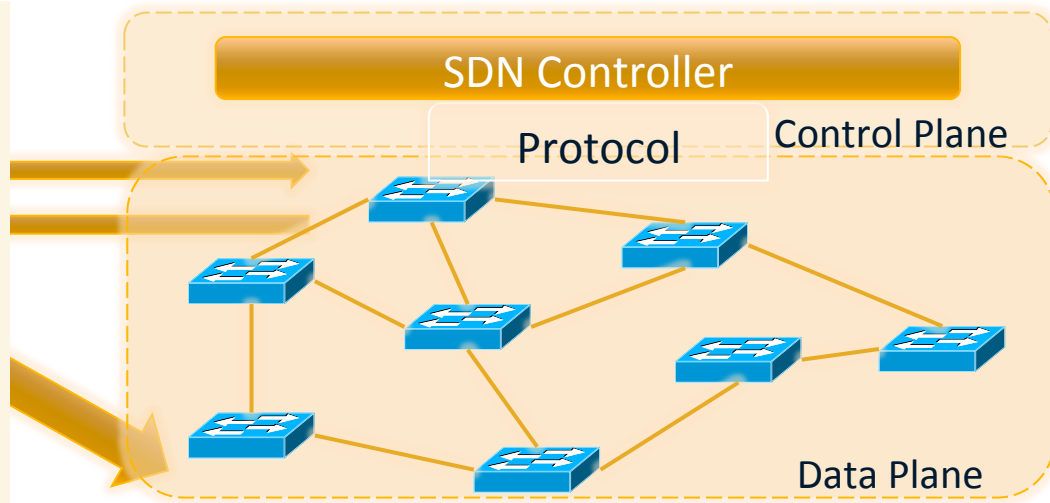 SDN Controller
Protocol
Control Plane
Data Plane